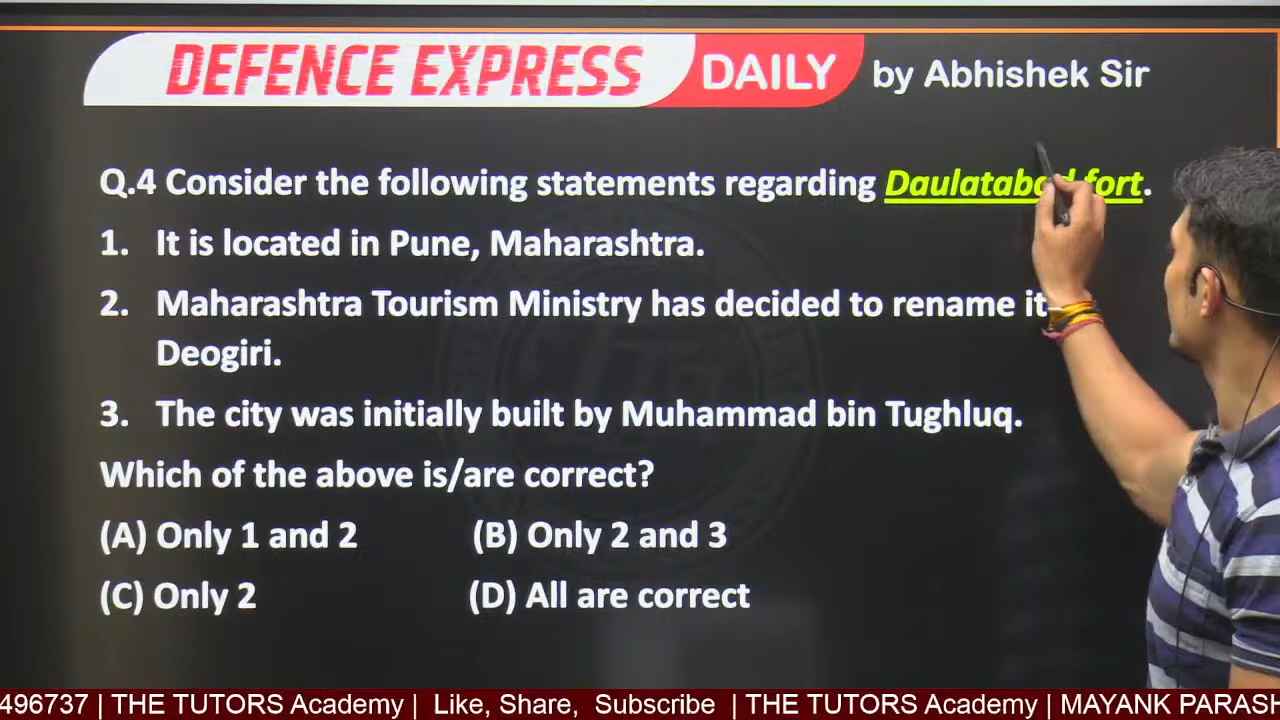 DEFENCE EXPRESS DAILY by Abhishek Sir
Q.4 Consider the following statements regarding Daulatabad fort.
1. It is located in Pune, Maharashtra.
2. Maharashtra Tourism Ministry has decided to rename it
Deogiri.
3. The city was initially built by Muhammad bin Tughluq.
Which of the above is/are correct?
(A) Only 1 and 2 (B) Only 2 and 3
(C) Only 2 (D) All are correct
496737 | THE TUTORS Academy | Like, Share, Subscribe | THE TUTORS Academy | MAYANK PARASH